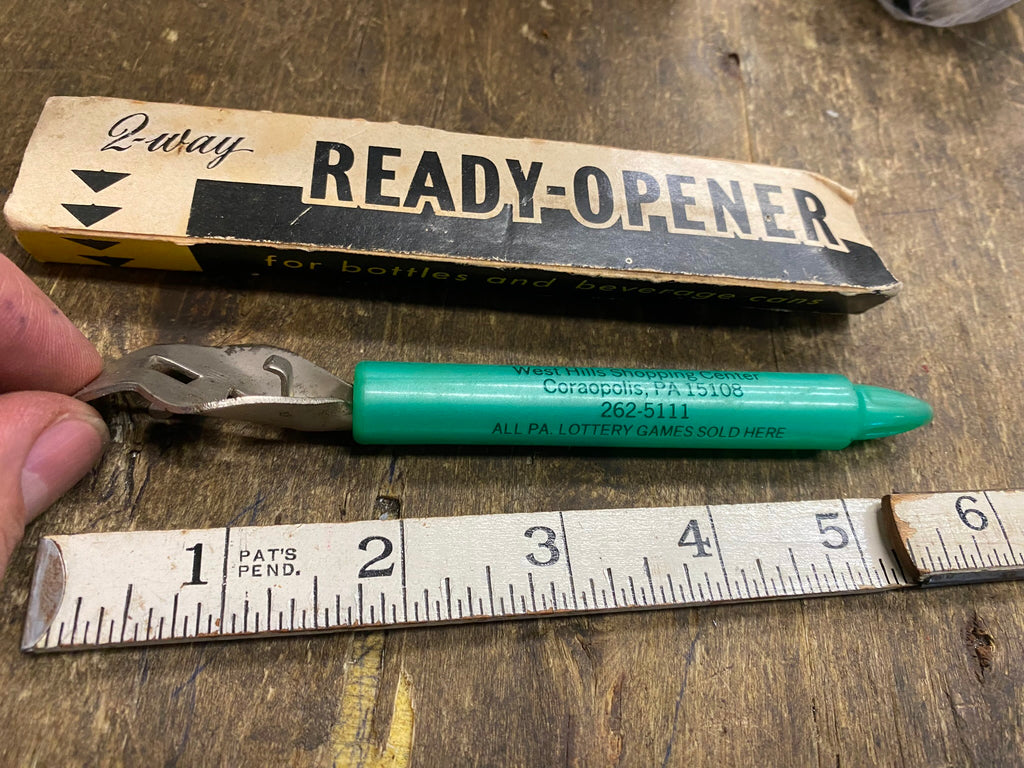 2-way
READY-OPENER
for bottles and beverage cans
West Hills Shopping Center
Coraopolis, PA 15108
262-5111
ALL PA. LOTTERY GAMES SOLD HERE
1 PAT'S PEND. 2 3 4 5 6